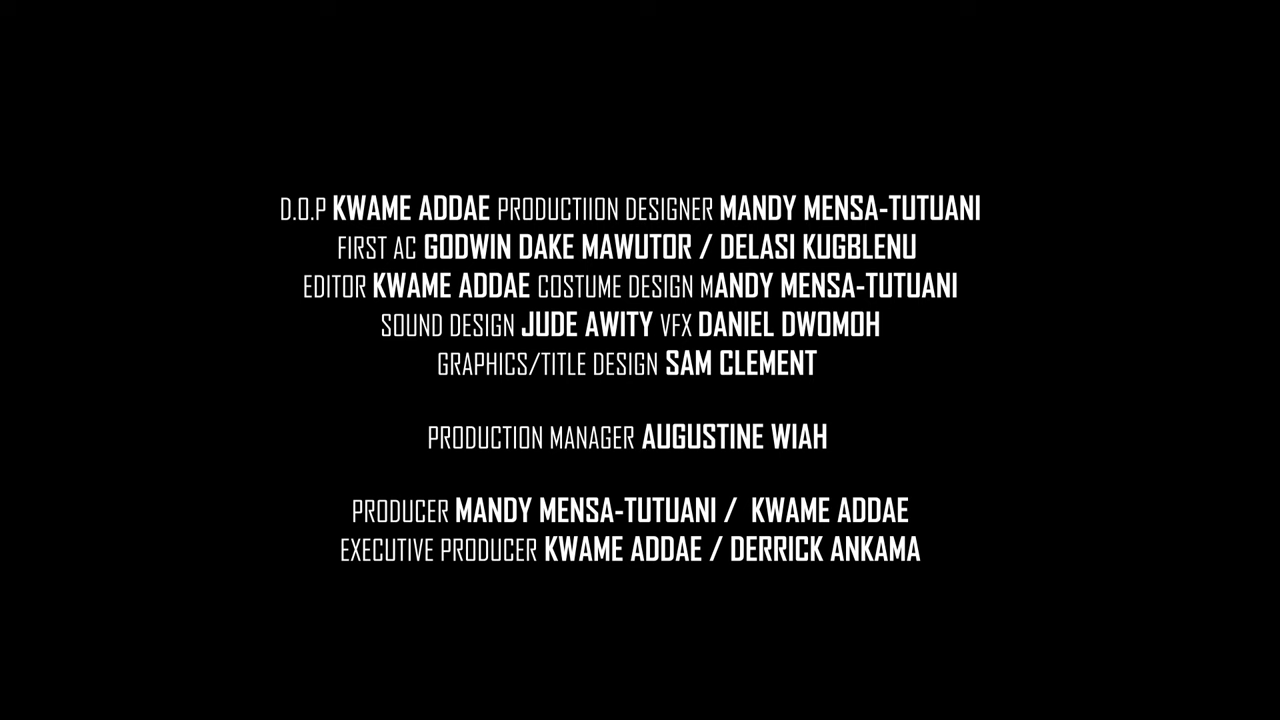 D.O.P KWAME ADDAE PRODUCTIION DESIGNER MANDY MENSA-TUTUANI
FIRST AC GODWIN DAKE MAWUTOR / DELASI KUGBLENU
EDITOR KWAME ADDAE COSTUME DESIGN MANDY MENSA-TUTUANI
SOUND DESIGN JUDE AWITY VFX DANIEL DWOMOH
GRAPHICS/TITLE DESIGN SAM CLEMENT
PRODUCTION MANAGER AUGUSTINE WIAH
PRODUCER MANDY MENSA-TUTUANI / KWAME ADDAE
EXECUTIVE PRODUCER KWAME ADDAE / DERRICK ANKAMA